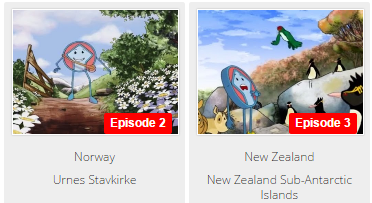 Episode 2
Norway
Urnes Stavkirke
Episode 3
New Zealand
New Zealand Sub-Antarctic
Islands